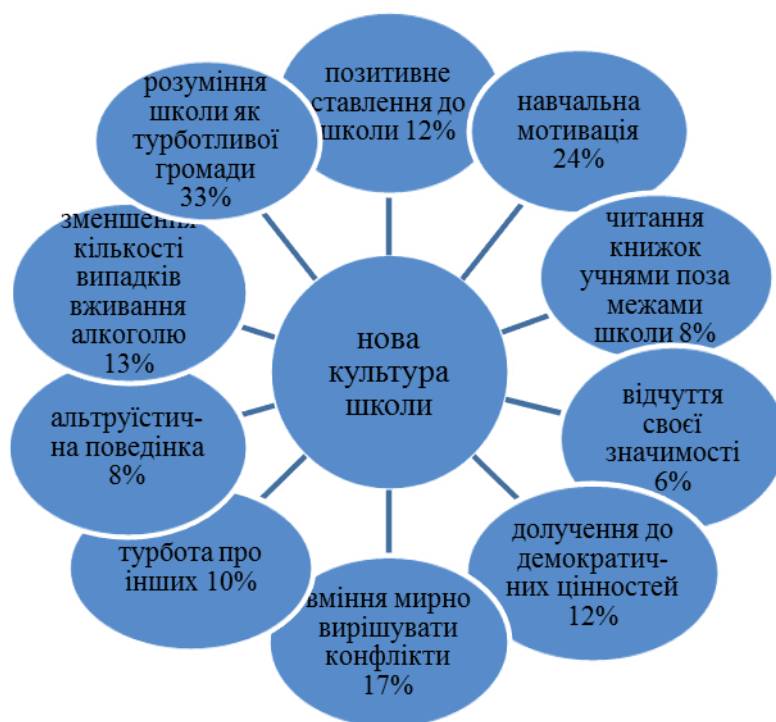 позитивне
ставлення до
школи 12%
навчальна
мотивація
24%
читання
книжок
учнями поза
межами
школи 8%
відчуття
своєї
значимості
6%
долучення до
демократич-
них цінностей
12%
вміння мирно
вирішувати
конфлікти
17%
турбота про
інших 10%
альтруїстич-
на поведінка
8%
зменшення
кількості
випадків
вживання
алкоголю
13%
розуміння
школи як
турботливої
громади
33%
нова
культура
школи